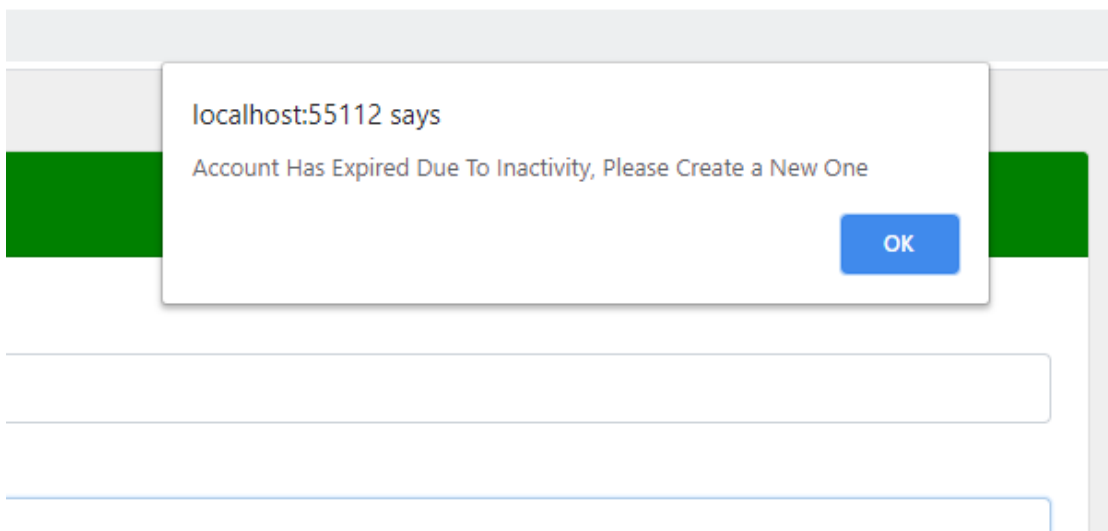 localhost:55112 says
Account Has Expired Due To Inactivity, Please Create a New One
OK